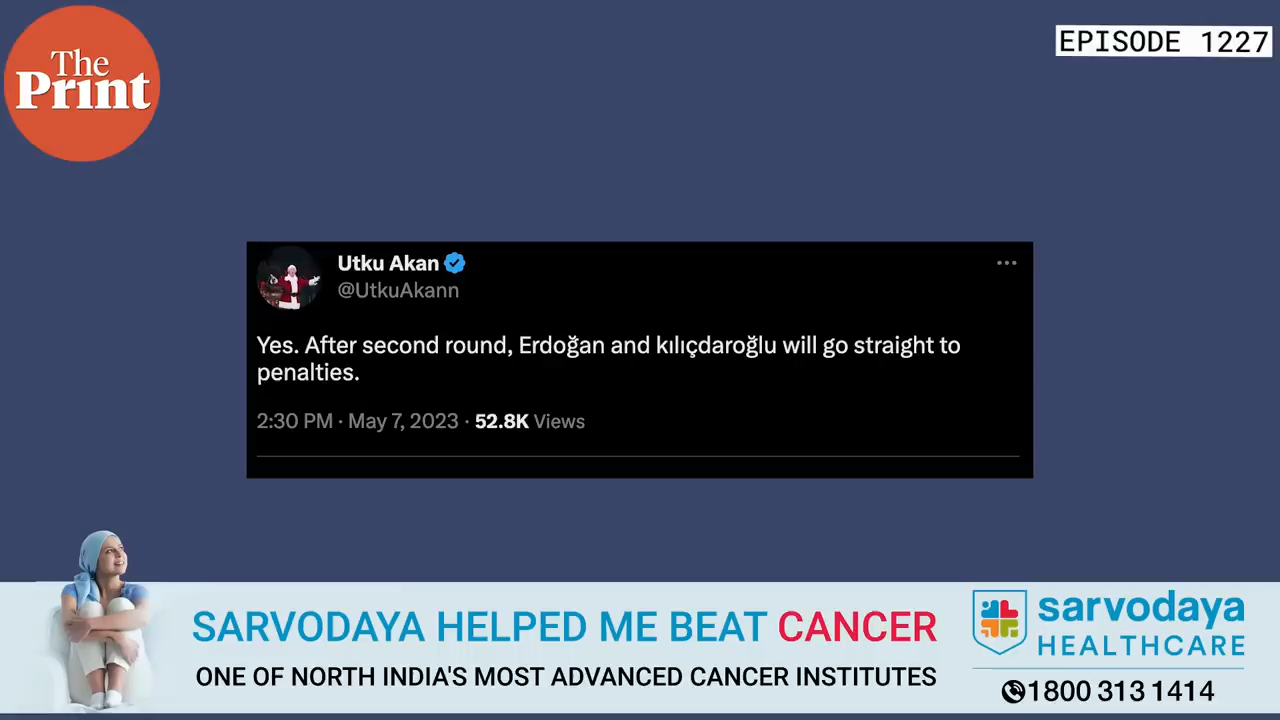 The
Print
EPISODE 1227
Utku Akan
@UtkuAkann
Yes. After second round, Erdoğan and kılıçdaroğlu will go straight to
penalties.
2:30 PM · May 7, 2023 · 52.8K Views
SARVODAYA HELPED ME BEAT CANCER
ONE OF NORTH INDIA'S MOST ADVANCED CANCER INSTITUTES
sarvodaya
HEALTHCARE
1800 313 1414